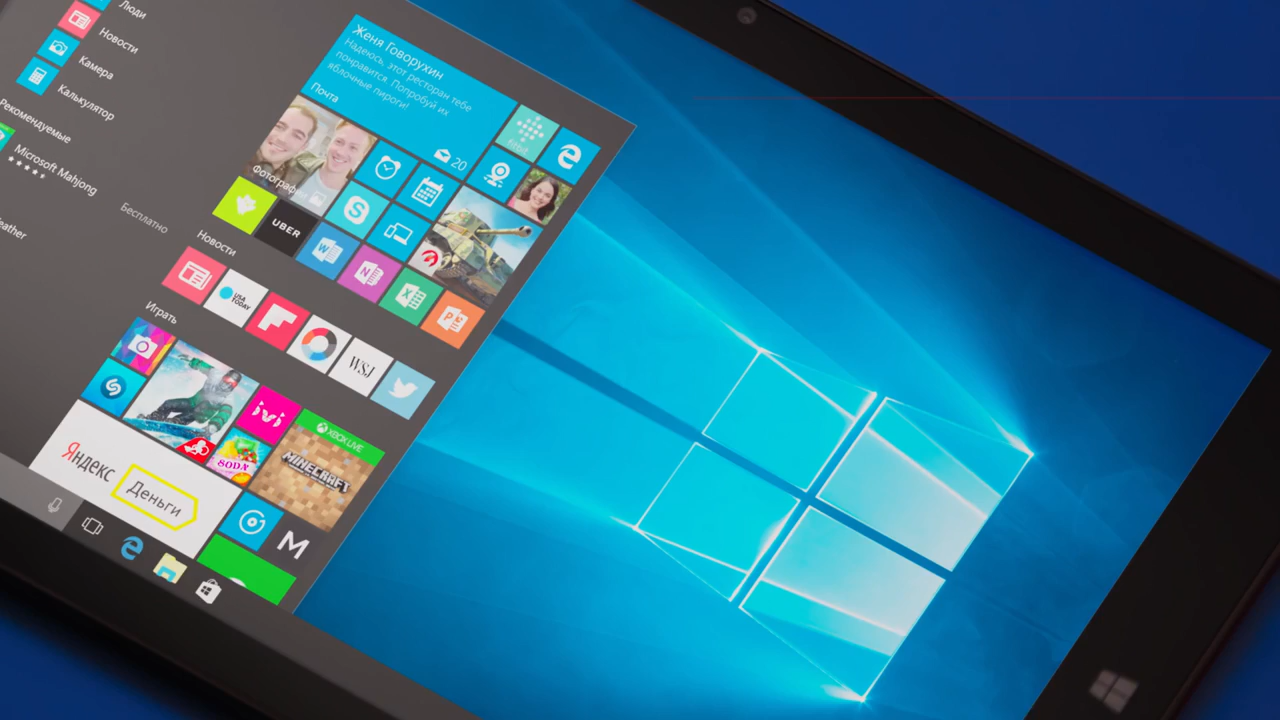 Люди
Новости
Камера
Калькулятор
Рекомендуемые
Microsoft Mahjong
Бесплатно
eather
Женя Говорухин
Надеюсь, этот ресторан тебе
понравится. Попробуй их
яблочные пироги!
Почта
20
fitbit
Фотографии
UBER
Новости
USA
TODAY
WSJ
Играть
ivi
XBOX LIVE
MINECRAFT
SODA
Яндекс
Деньги